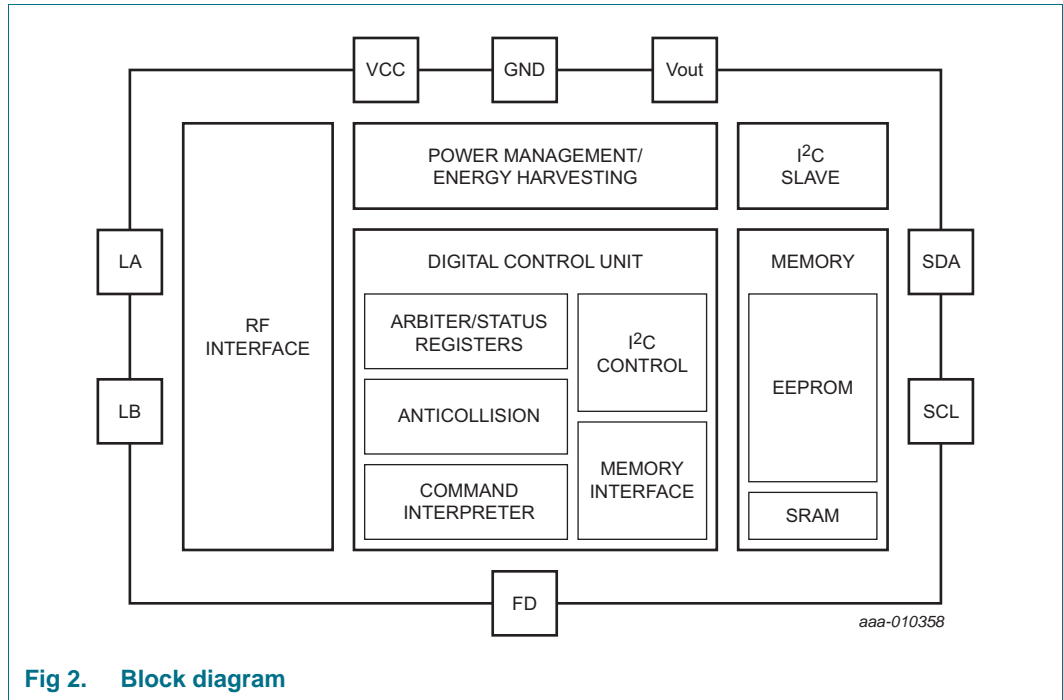 VCC
GND
Vout
POWER MANAGEMENT/
ENERGY HARVESTING
I2C
SLAVE
LA
LB
RF
INTERFACE
DIGITAL CONTROL UNIT
ARBITER/STATUS
REGISTERS
ANTICOLLISION
COMMAND
INTERPRETER
I2C
CONTROL
MEMORY
INTERFACE
MEMORY
EEPROM
SRAM
SDA
SCL
FD
aaa-010358
Fig 2. Block diagram